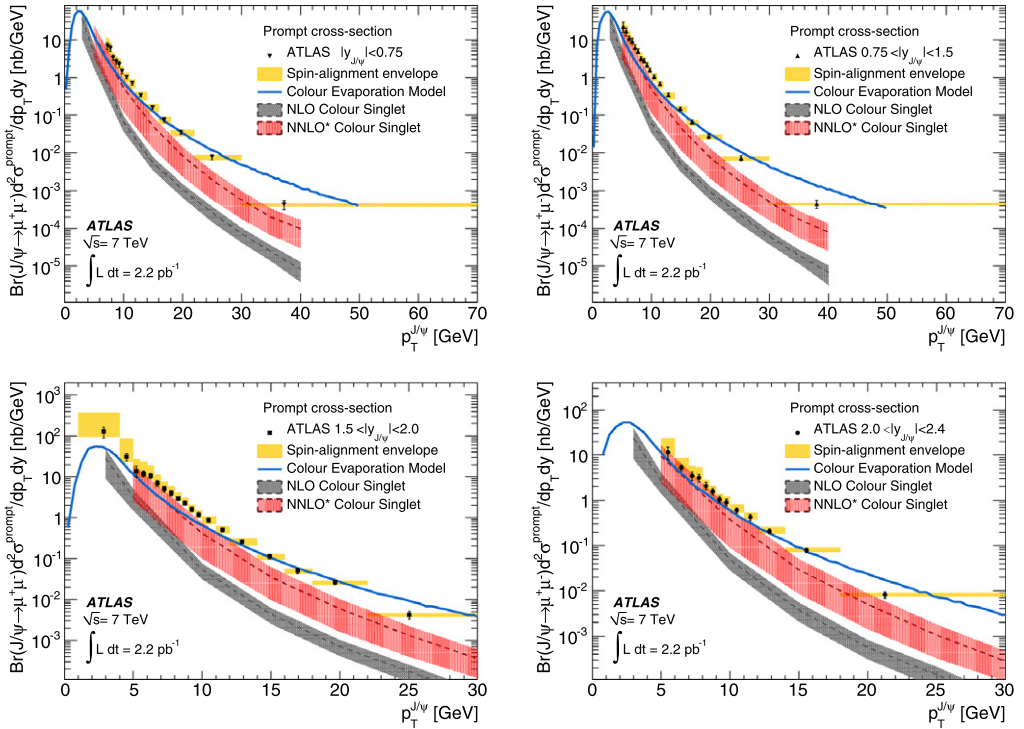 Br(J/ψ→μ⁺μ⁻)d²σ^prompt/dp_T dy [nb/GeV]
10
1
10⁻¹
10⁻²
10⁻³
10⁻⁴
10⁻⁵
Prompt cross-section
ATLAS |y_J/ψ|<0.75
Spin-alignment envelope
Colour Evaporation Model
NLO Colour Singlet
NNLO* Colour Singlet
ATLAS
√s= 7 TeV
∫ L dt = 2.2 pb⁻¹
0 10 20 30 40 50 60 70
p_T^J/ψ [GeV]
Br(J/ψ→μ⁺μ⁻)d²σ^prompt/dp_T dy [nb/GeV]
10
1
10⁻¹
10⁻²
10⁻³
10⁻⁴
10⁻⁵
Prompt cross-section
ATLAS 0.75<|y_J/ψ|<1.5
Spin-alignment envelope
Colour Evaporation Model
NLO Colour Singlet
NNLO* Colour Singlet
ATLAS
√s= 7 TeV
∫ L dt = 2.2 pb⁻¹
0 10 20 30 40 50 60 70
p_T^J/ψ [GeV]
Br(J/ψ→μ⁺μ⁻)d²σ^prompt/dp_T dy [nb/GeV]
10³
10²
10
1
10⁻¹
10⁻²
10⁻³
Prompt cross-section
ATLAS 1.5 <|y_J/ψ|<2.0
Spin-alignment envelope
Colour Evaporation Model
NLO Colour Singlet
NNLO* Colour Singlet
ATLAS
√s= 7 TeV
∫ L dt = 2.2 pb⁻¹
0 5 10 15 20 25 30
p_T^J/ψ [GeV]
Br(J/ψ→μ⁺μ⁻)d²σ^prompt/dp_T dy [nb/GeV]
10²
10
1
10⁻¹
10⁻²
10⁻³
Prompt cross-section
ATLAS 2.0 <|y_J/ψ|<2.4
Spin-alignment envelope
Colour Evaporation Model
NLO Colour Singlet
NNLO* Colour Singlet
ATLAS
√s= 7 TeV
∫ L dt = 2.2 pb⁻¹
0 5 10 15 20 25 30
p_T^J/ψ [GeV]